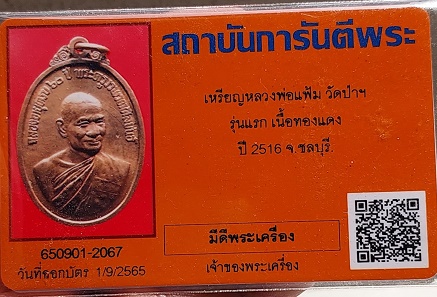 สถาบันการันตีพระ
เหรียญหลวงพ่อแฟ้ม วัดป่าฯ
รุ่นแรก เนื้อทองแดง
ปี 2516 จ.ชลบุรี.
มีดีพระเครื่อง
เจ้าของพระเครื่อง
650901-2067
วันที่ออกบัตร 1/9/2565